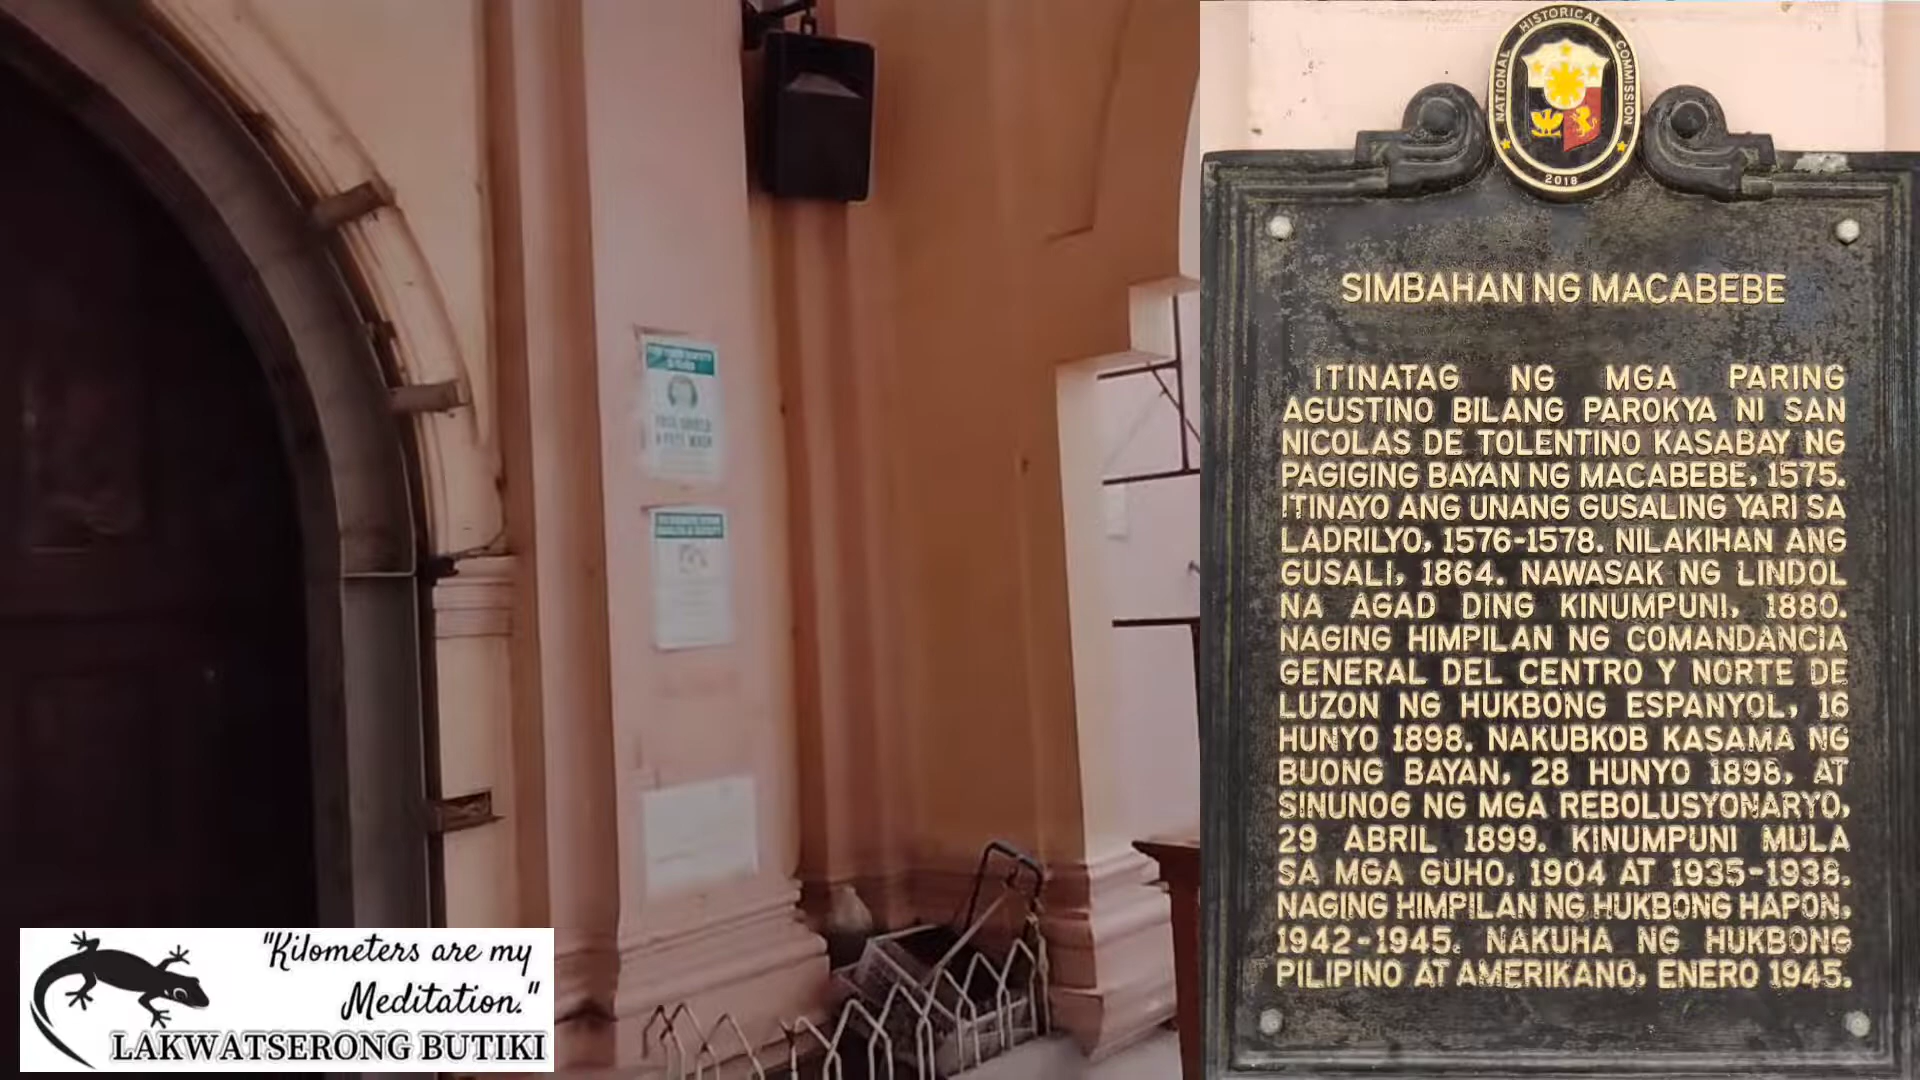 NATIONAL HISTORICAL COMMISSION
2018
SIMBAHAN NG MACABEBE
ITINATAG NG MGA PARING
AGUSTINO BILANG PAROKYA NI SAN
NICOLAS DE TOLENTINO KASABAY NG
PAGIGING BAYAN NG MACABEBE, 1575.
ITINAYO ANG UNANG GUSALING YARI SA
LADRILYO, 1576-1578. NILAKIHAN ANG
GUSALI, 1864. NAWASAK NG LINDOL
NA AGAD DING KINUMPUNI, 1880.
NAGING HIMPILAN NG COMANDANCIA
GENERAL DEL CENTRO Y NORTE DE
LUZON NG HUKBONG ESPANYOL, 16
HUNYO 1898. NAKUBKOB KASAMA NG
BUONG BAYAN, 28 HUNYO 1898, AT
SINUNOG NG MGA REBOLUSYONARYO,
29 ABRIL 1899. KINUMPUNI MULA
SA MGA GUHO, 1904 AT 1935-1938.
NAGING HIMPILAN NG HUKBONG HAPON,
1942-1945. NAKUHA NG HUKBONG
PILIPINO AT AMERIKANO, ENERO 1945.
FACE SHIELD
& FACE MASK
"Kilometers are my
Meditation."
LAKWATSERONG BUTIKI